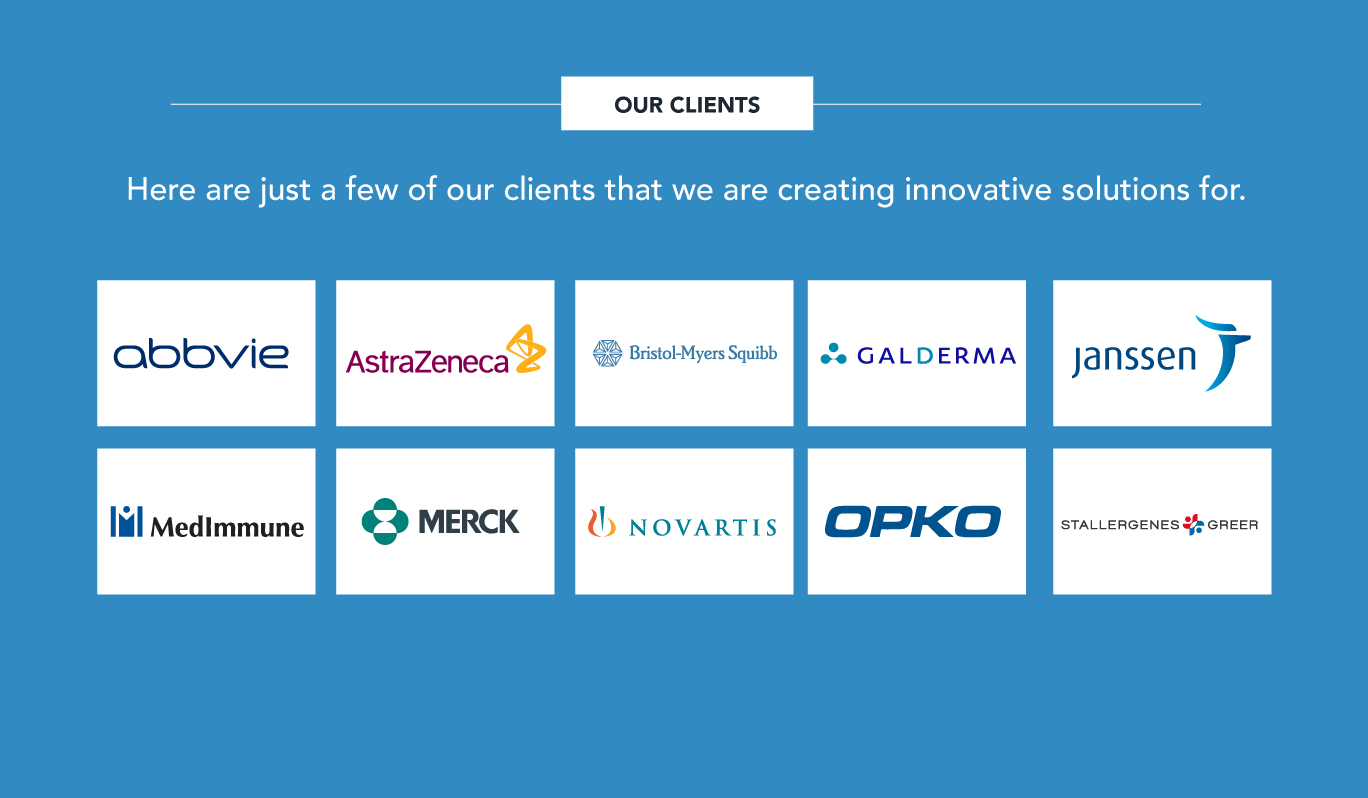 OUR CLIENTS
Here are just a few of our clients that we are creating innovative solutions for.
abbvie
AstraZeneca
Bristol-Myers Squibb
GALDERMA
janssen
MedImmune
MERCK
NOVARTIS
OPKO
STALLERGENES GREER